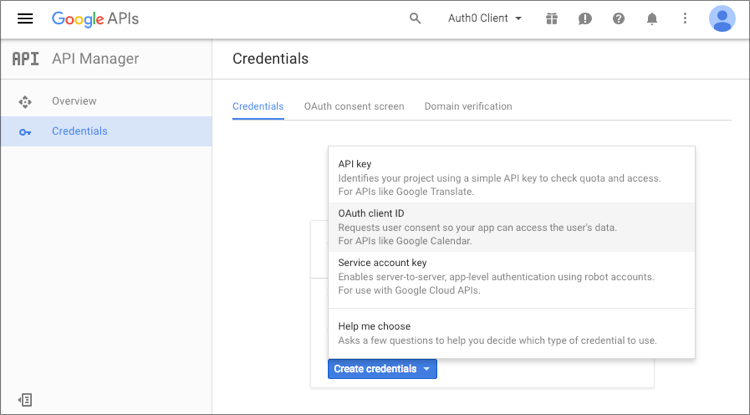 Google APIs
Auth0 Client
API API Manager
Credentials
Overview
Credentials
Credentials OAuth consent screen Domain verification
API key
Identifies your project using a simple API key to check quota and access.
For APIs like Google Translate.
OAuth client ID
Requests user consent so your app can access the user's data.
For APIs like Google Calendar.
Service account key
Enables server-to-server, app-level authentication using robot accounts.
For use with Google Cloud APIs.
Help me choose
Asks a few questions to help you decide which type of credential to use.
Create credentials